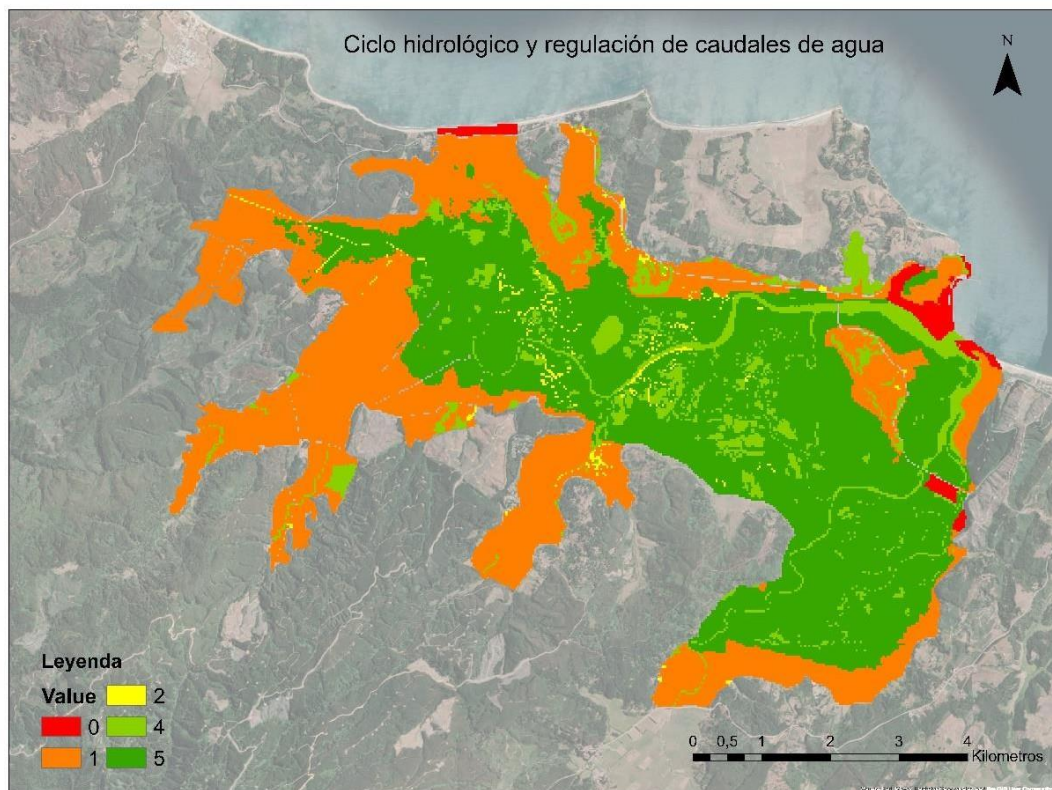 Ciclo hidrológico y regulación de caudales de agua
N
Leyenda
Value 2
0 4
1 5
0 0,5 1 2 3 4
Kilometros